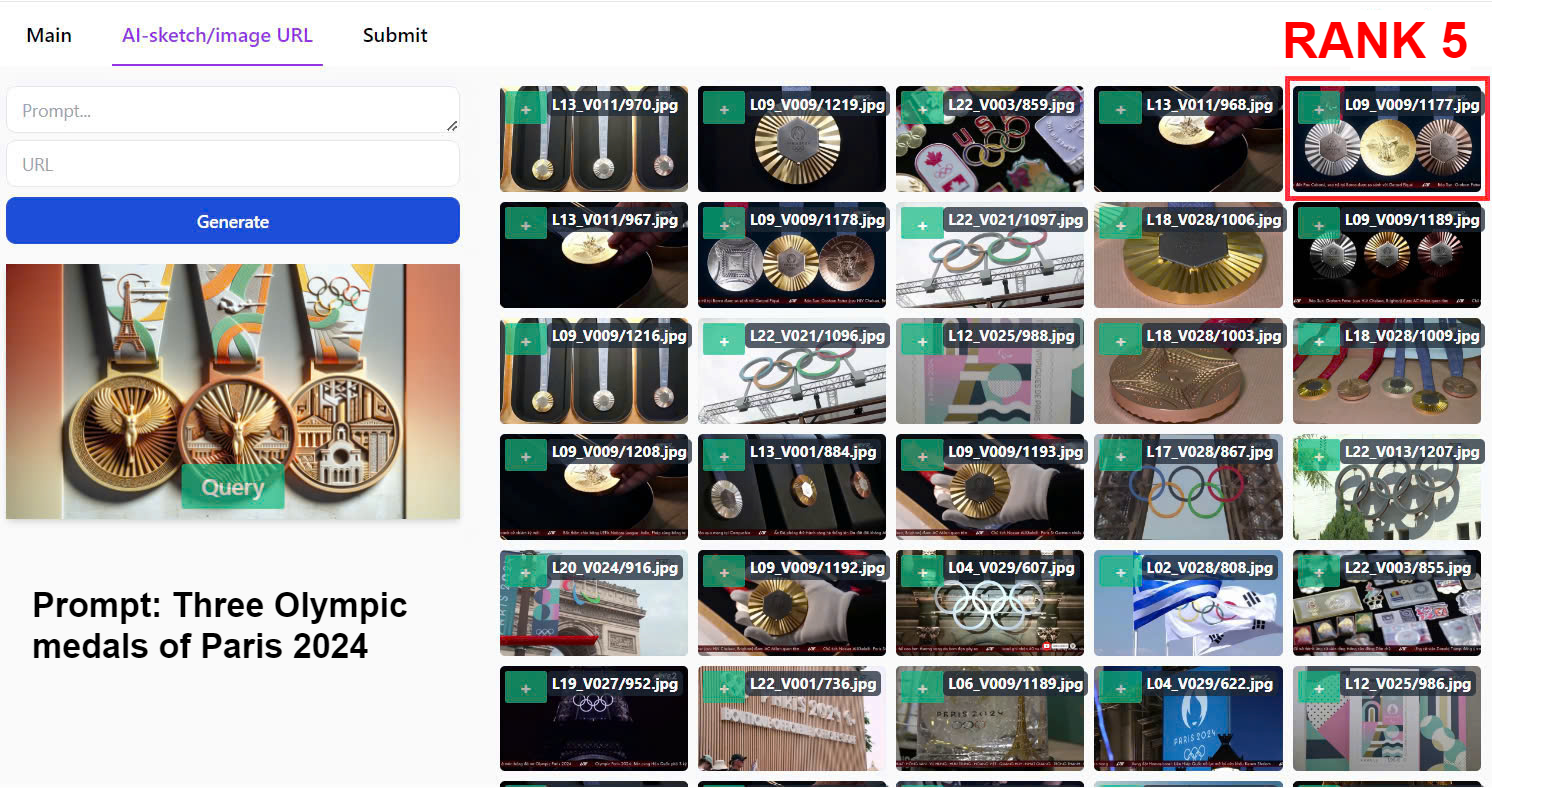 Main
AI-sketch/image URL
Submit
RANK 5
Prompt...
URL
Generate
Query
Prompt: Three Olympic
medals of Paris 2024
+ L13_V011/970.jpg
+ L09_V009/1219.jpg
+ L22_V003/859.jpg
+ L13_V011/968.jpg
+ L09_V009/1177.jpg
+ L13_V011/967.jpg
+ L09_V009/1178.jpg
+ L22_V021/1097.jpg
+ L18_V028/1006.jpg
+ L09_V009/1189.jpg
+ L09_V009/1216.jpg
+ L22_V021/1096.jpg
+ L12_V025/988.jpg
+ L18_V028/1003.jpg
+ L18_V028/1009.jpg
+ L09_V009/1208.jpg
+ L13_V001/884.jpg
+ L09_V009/1193.jpg
+ L17_V028/867.jpg
+ L22_V013/1207.jpg
+ L20_V024/916.jpg
+ L09_V009/1192.jpg
+ L04_V029/607.jpg
+ L02_V028/808.jpg
+ L22_V003/855.jpg
+ L19_V027/952.jpg
+ L22_V001/736.jpg
+ L06_V009/1189.jpg
+ L04_V029/622.jpg
+ L12_V025/986.jpg
PARIS 2024
PARIS 2024